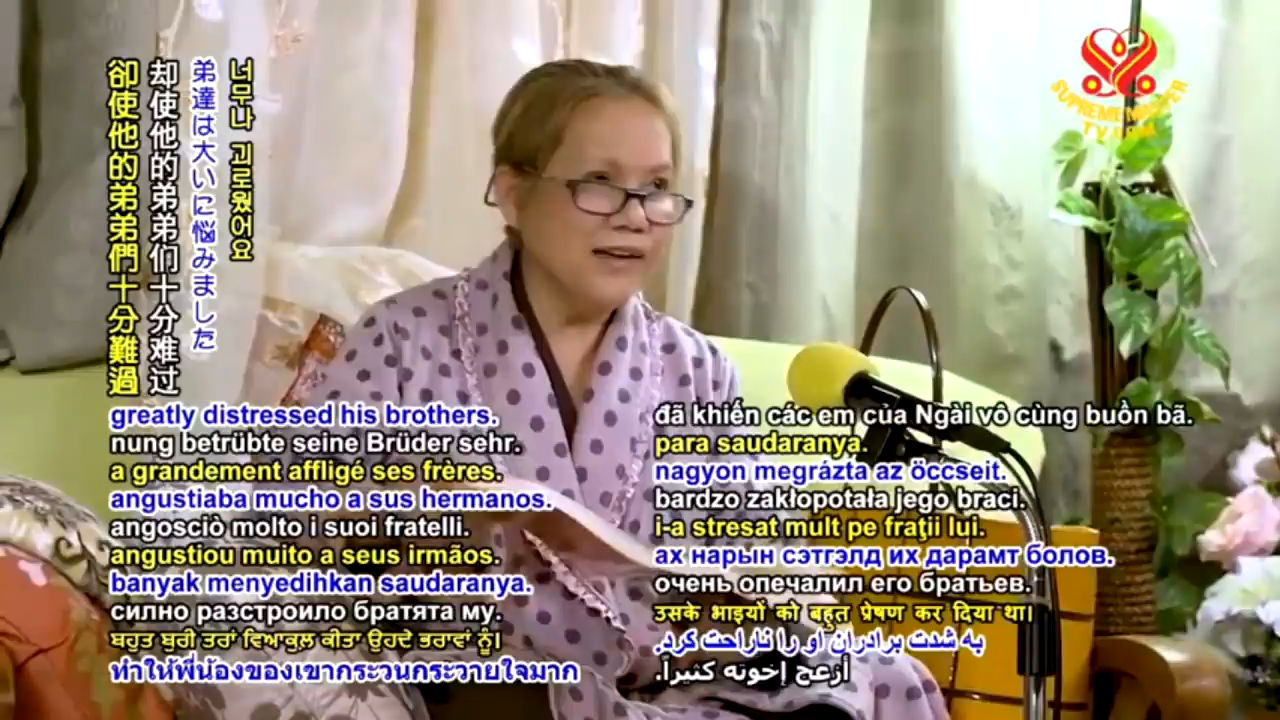 너무나 괴로웠어요
弟達は大いに悩みました
却使他的弟弟们十分难过
卻使他的弟弟們十分難過
SUPREME MASTER
TV.COM
greatly distressed his brothers.
nung betrübte seine Brüder sehr.
a grandement affligé ses frères.
angustiaba mucho a sus hermanos.
angosciò molto i suoi fratelli.
angustiou muito a seus irmãos.
banyak menyedihkan saudaranya.
силно разстроило братята му.
ਬਹੁਤ ਬੁਰੀ ਤਰਾਂ ਵਿਆਕੁਲ਼ ਕੀਤਾ ਉਹਦੇ ਭਰਾਵਾਂ ਨੂੰ।
ทำให้พี่น้องของเขากระวนกระวายใจมาก
đã khiến các em của Ngài vô cùng buồn bã.
para saudaranya.
nagyon megrázta az öccseit.
bardzo zakłopotała jego braci.
i-a stresat mult pe fraţii lui.
ах нарын сэтгэлд их дарамт болов.
очень опечалил его братьев.
उसके भाइयों को बहुत प्रेषण कर दिया था।
به شدت برادران او را ناراحت کرد.
أزعج إخوته كثيراً.